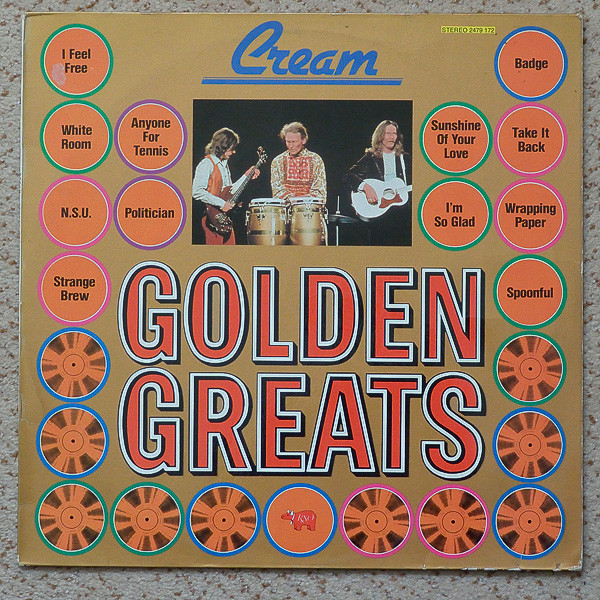 Cream
STEREO 2479 172
I Feel
Free
Badge
White
Room
Anyone
For
Tennis
Sunshine
Of Your
Love
Take It
Back
N.S.U.
Politician
I'm
So Glad
Wrapping
Paper
Strange
Brew
Spoonful
GOLDEN
GREATS
RSO